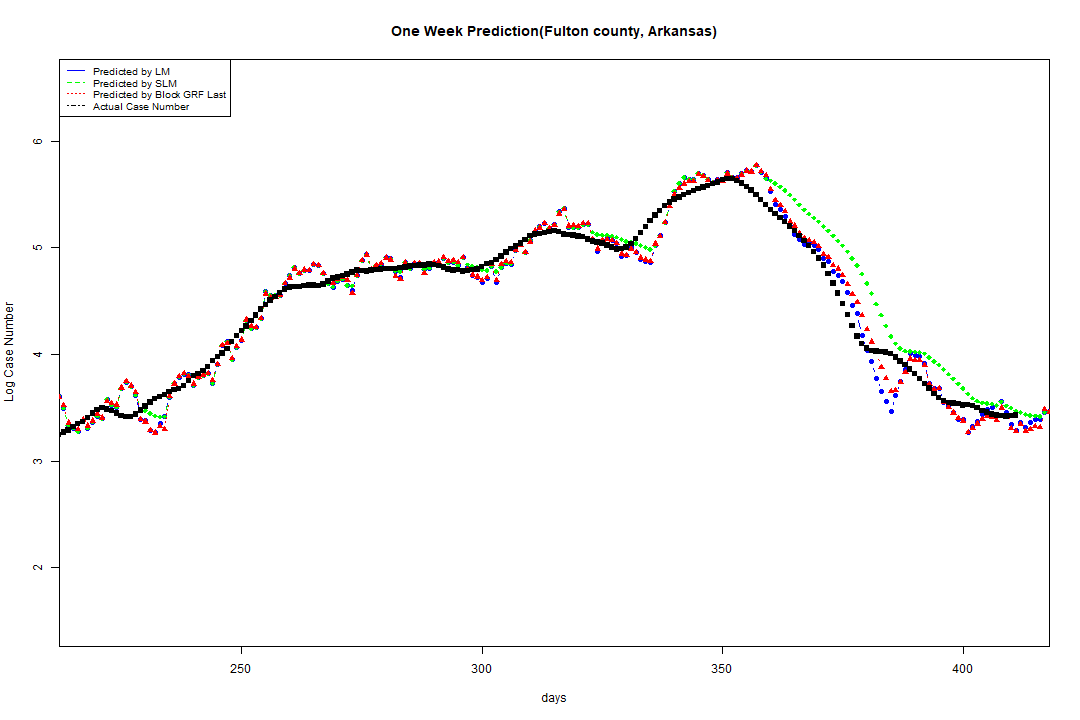 One Week Prediction(Fulton county, Arkansas)
Predicted by LM
Predicted by SLM
Predicted by Block GRF Last
Actual Case Number
6
5
4
3
2
Log Case Number
250
300
350
400
days